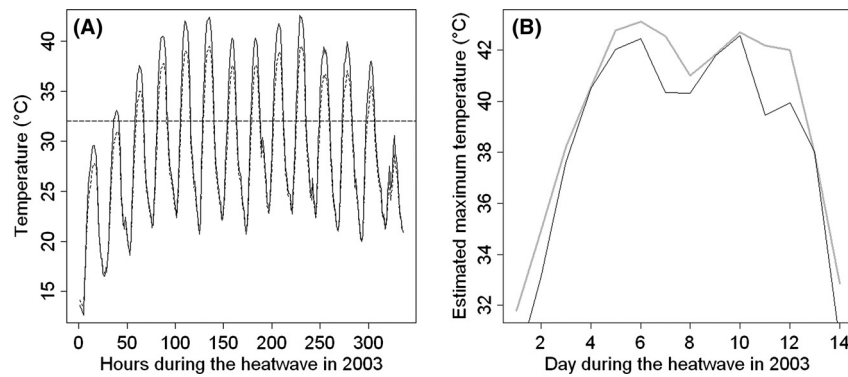 (A)
Temperature (°C)
40
35
30
25
20
15
0 50 100 150 200 250 300
Hours during the heatwave in 2003
(B)
Estimated maximum temperature (°C)
42
40
38
36
34
32
2 4 6 8 10 12 14
Day during the heatwave in 2003